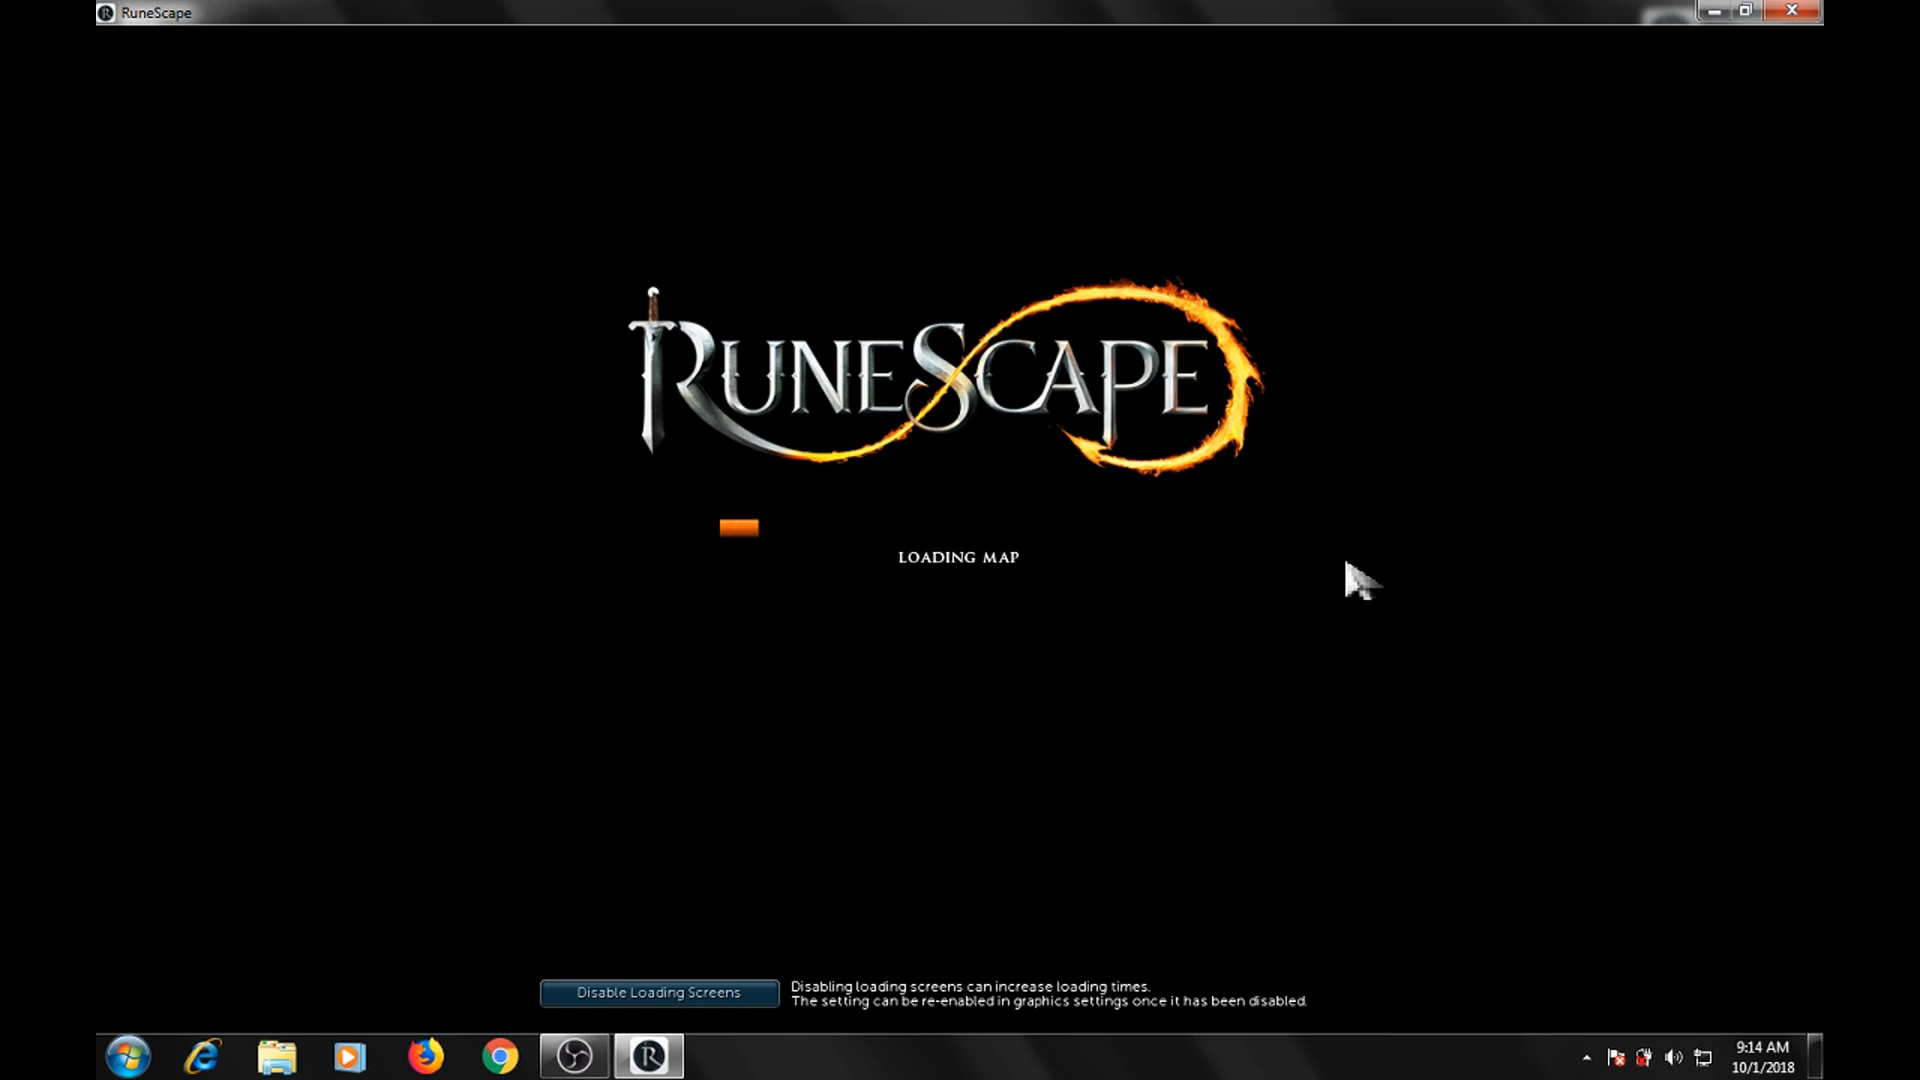 RuneScape
RUNESCAPE
LOADING MAP
Disable Loading Screens
Disabling loading screens can increase loading times.
The setting can be re-enabled in graphics settings once it has been disabled.
9:14 AM
10/1/2018